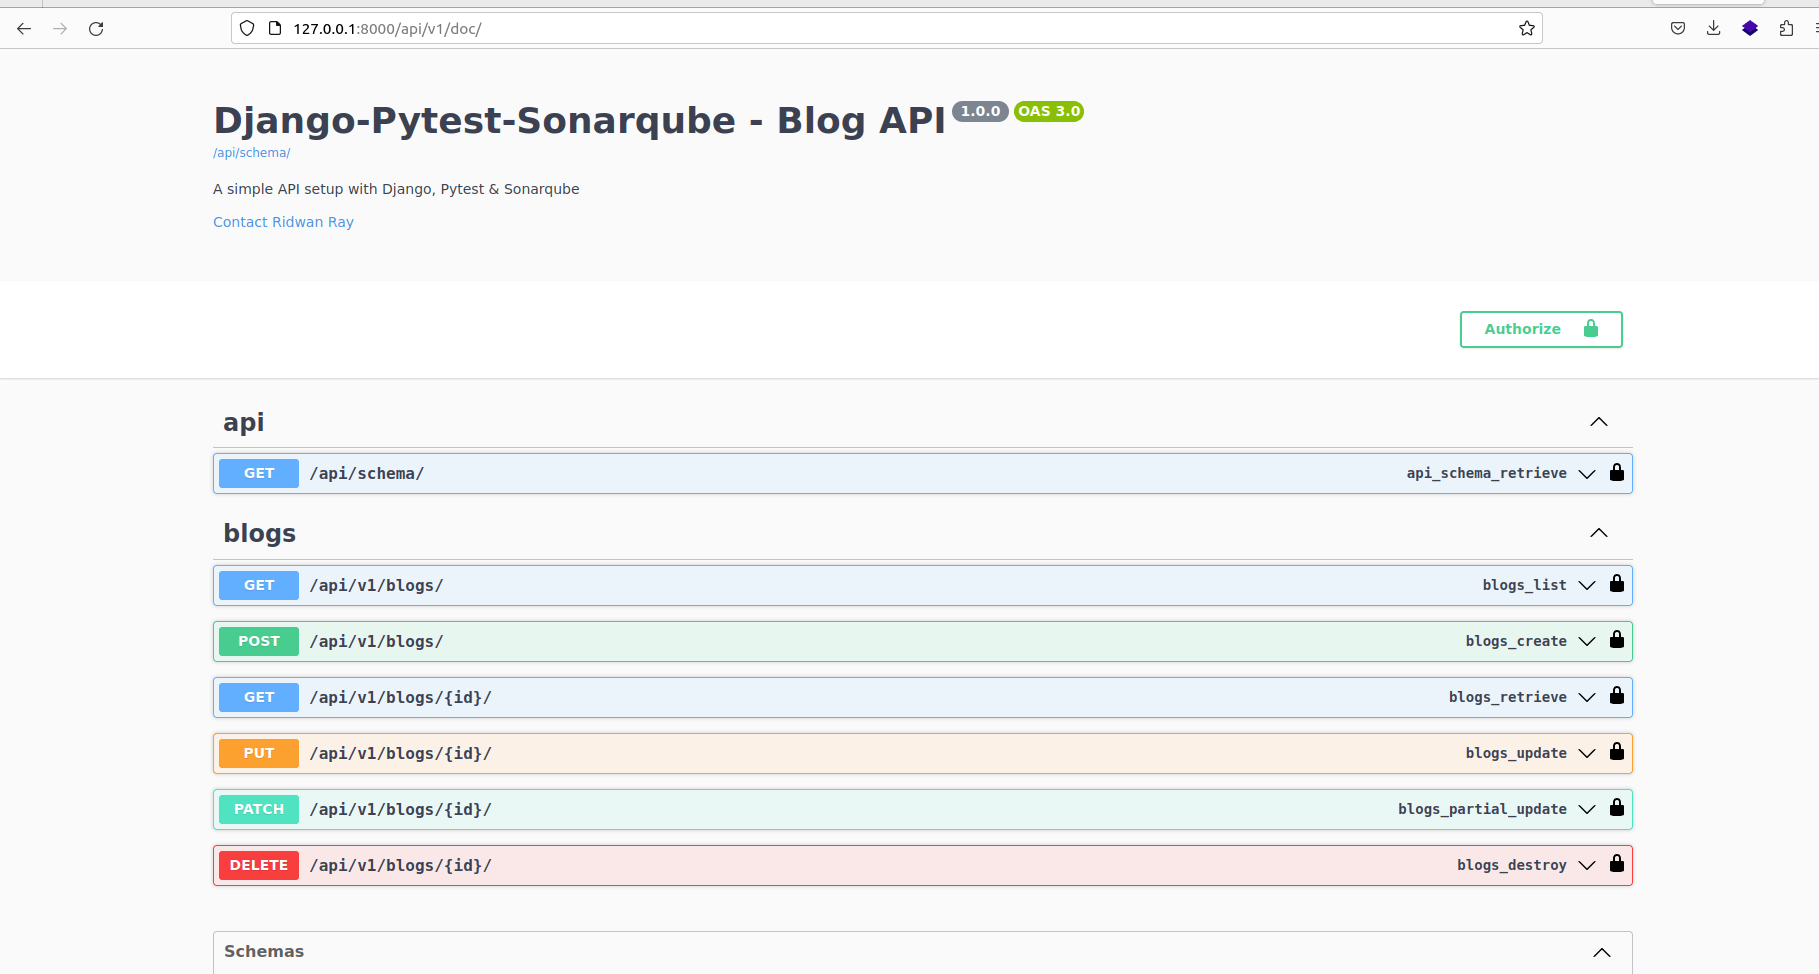 127.0.0.1:8000/api/v1/doc/
Django-Pytest-Sonarqube - Blog API 1.0.0 OAS 3.0
/api/schema/
A simple API setup with Django, Pytest & Sonarqube
Contact Ridwan Ray
Authorize
api
GET /api/schema/ api_schema_retrieve
blogs
GET /api/v1/blogs/ blogs_list
POST /api/v1/blogs/ blogs_create
GET /api/v1/blogs/{id}/ blogs_retrieve
PUT /api/v1/blogs/{id}/ blogs_update
PATCH /api/v1/blogs/{id}/ blogs_partial_update
DELETE /api/v1/blogs/{id}/ blogs_destroy
Schemas